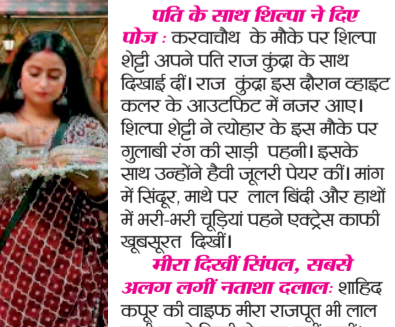 पति के साथ शिल्पा ने दिए
पोज : करवाचौथ के मौके पर शिल्पा
शेट्टी अपने पति राज कुंद्रा के साथ
दिखाई दीं। राज कुंद्रा इस दौरान व्हाइट
कलर के आउटफिट में नजर आए।
शिल्पा शेट्टी ने त्योहार के इस मौके पर
गुलाबी रंग की साड़ी पहनी। इसके
साथ उन्होंने हैवी जूलरी पेयर कीं। मांग
में सिंदूर, माथे पर लाल बिंदी और हाथों
में भरी-भरी चूड़ियां पहने एक्ट्रेस काफी
खूबसूरत दिखीं।
मीरा दिखीं सिंपल, सबसे
अलग लगीं नताशा दलालः शाहिद
कपूर की वाइफ मीरा राजपूत भी लाल